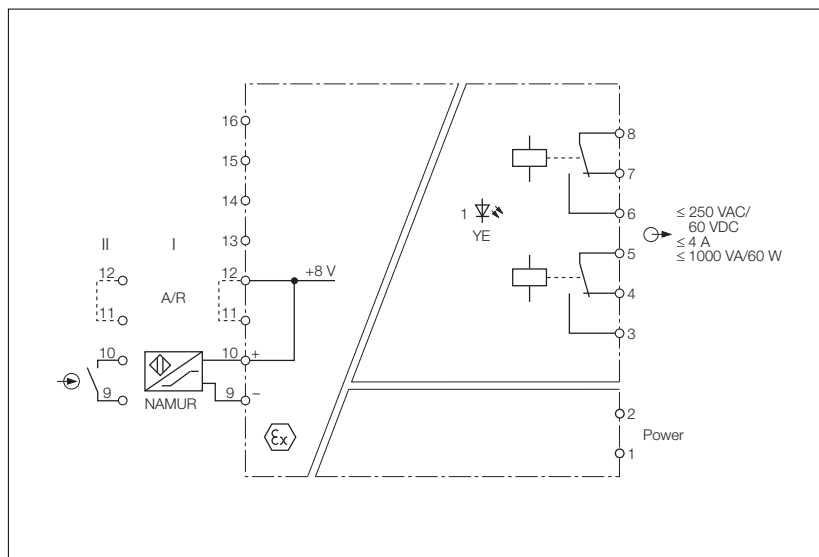 16
15
14
13
II
I
12
12
+8 V
A/R
11
11
10
10
+
9
9
–
NAMUR
Ex
1
YE
8
7
6
5
4
3
≤ 250 VAC/
60 VDC
≤ 4 A
≤ 1000 VA/60 W
2
Power
1